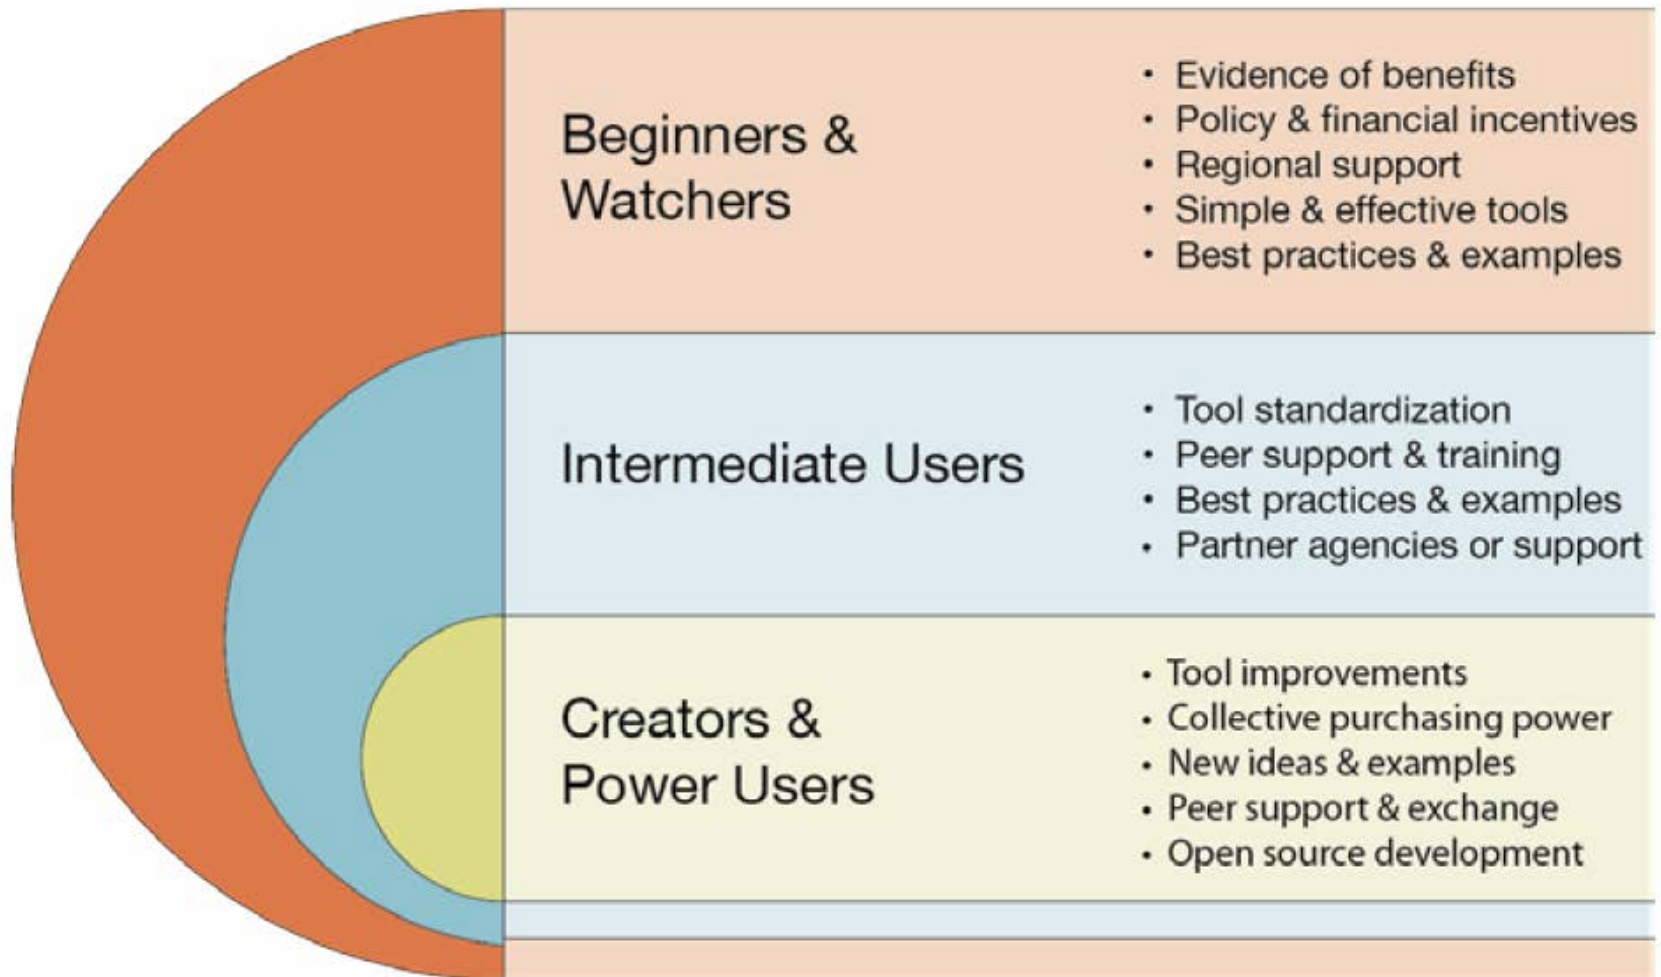 Beginners &
Watchers
• Evidence of benefits
• Policy & financial incentives
• Regional support
• Simple & effective tools
• Best practices & examples
Intermediate Users
• Tool standardization
• Peer support & training
• Best practices & examples
• Partner agencies or support
Creators &
Power Users
• Tool improvements
• Collective purchasing power
• New ideas & examples
• Peer support & exchange
• Open source development